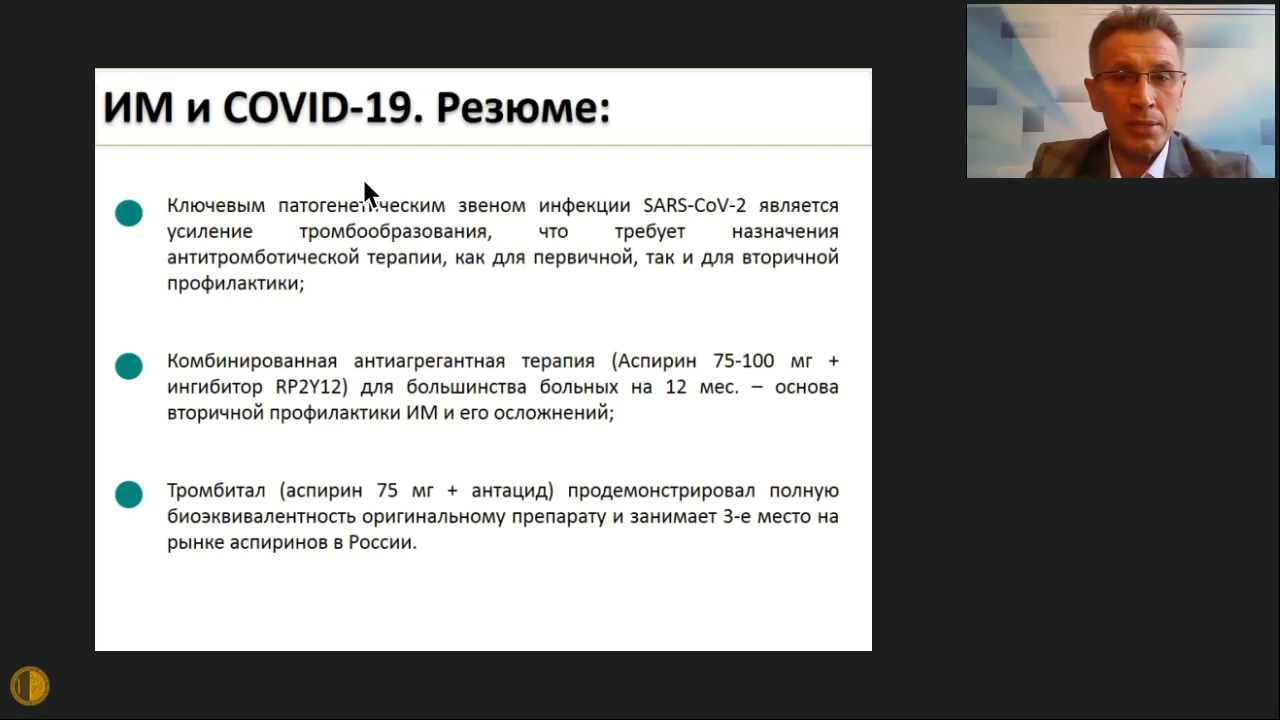 ИМ и COVID-19. Резюме:
Ключевым патогенетическим звеном инфекции SARS-CoV-2 является
усиление тромбообразования, что требует назначения
антитромботической терапии, как для первичной, так и для вторичной
профилактики;
Комбинированная антиагрегантная терапия (Аспирин 75-100 мг +
ингибитор RP2Y12) для большинства больных на 12 мес. – основа
вторичной профилактики ИМ и его осложнений;
Тромбитал (аспирин 75 мг + антацид) продемонстрировал полную
биоэквивалентность оригинальному препарату и занимает 3-е место на
рынке аспиринов в России.